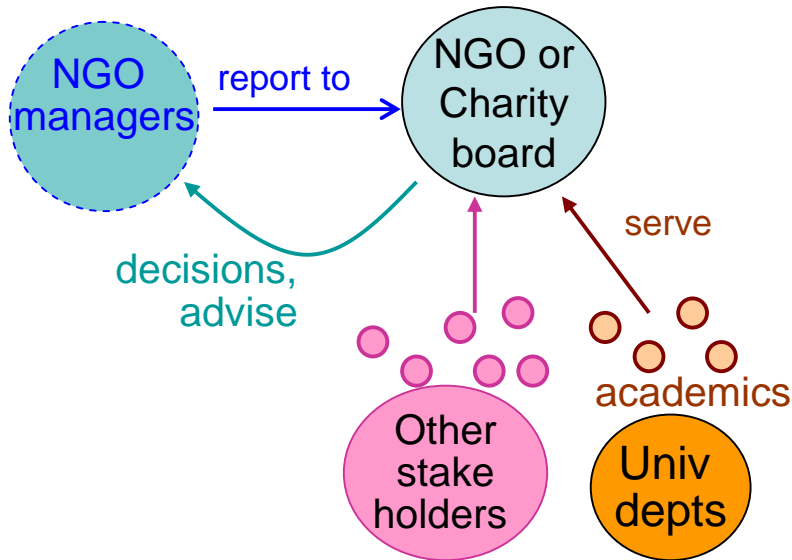 NGO
managers
report to
NGO or
Charity
board
decisions,
advise
serve
academics
Other
stake
holders
Univ
depts